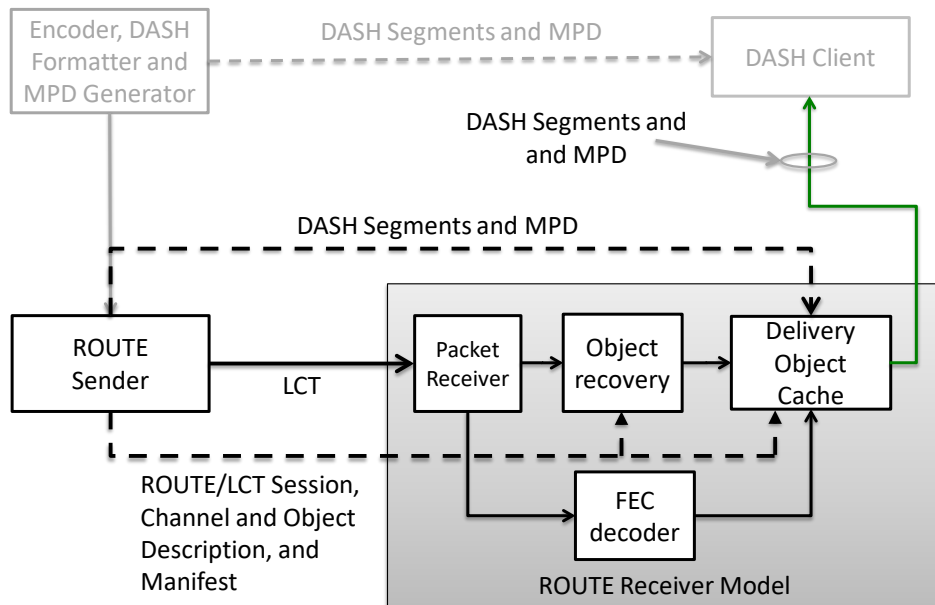 Encoder, DASH
Formatter and
MPD Generator
DASH Segments and MPD
DASH Client
DASH Segments and
and MPD
DASH Segments and MPD
ROUTE
Sender
LCT
Packet
Receiver
Object
recovery
Delivery
Object
Cache
ROUTE/LCT Session,
Channel and Object
Description, and
Manifest
FEC
decoder
ROUTE Receiver Model